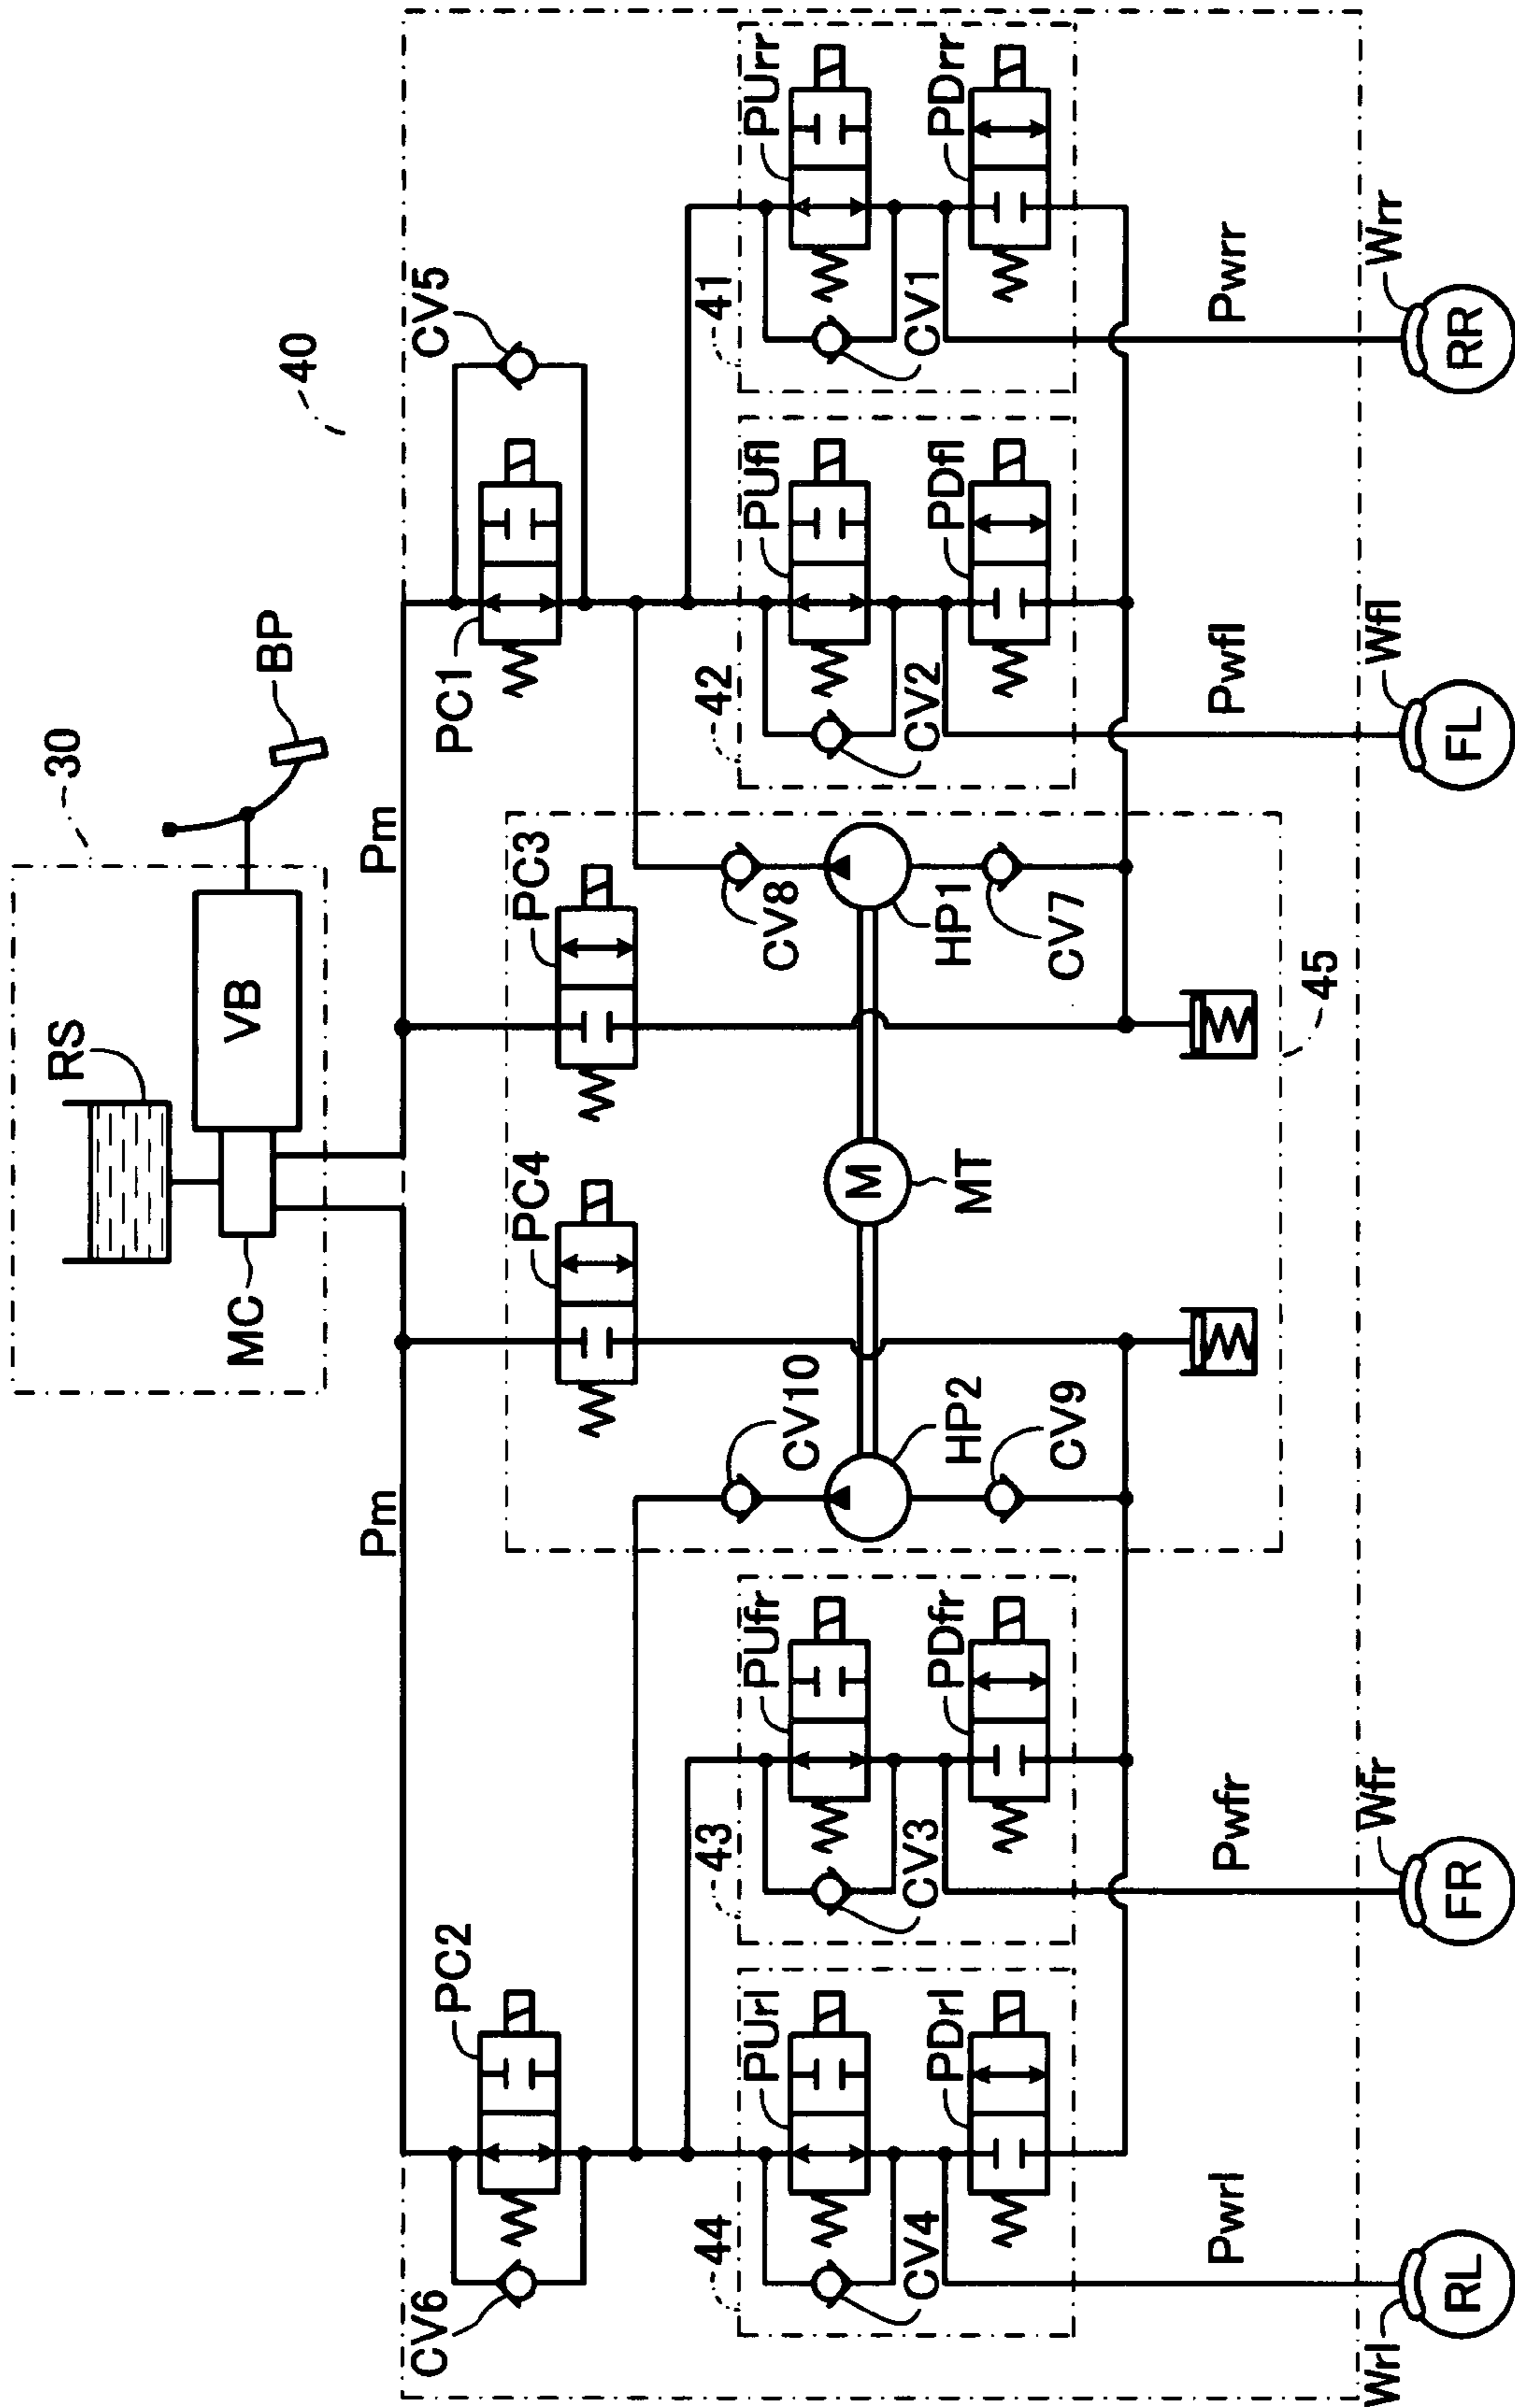 30
RS
VB
BP
MC
40
Pm
Pm
CV5
PC1
PC2
CV6
PC3
PC4
CV8
HP1
CV7
CV10
HP2
CV9
M
MT
45
PUrr
PDrr
41
CV1
PUfl
PDfl
42
CV2
PUfr
PDfr
43
CV3
PUrl
PDrl
44
CV4
Pwrr
Wrr
RR
Pwfl
Wfl
FL
Pwfr
Wfr
FR
Pwrl
Wrl
RL